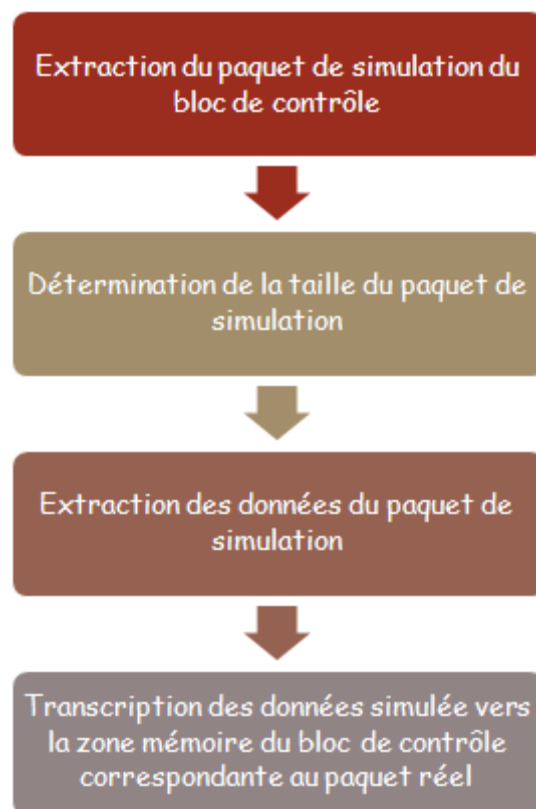 Extraction du paquet de simulation du
bloc de contrôle
Détermination de la taille du paquet de
simulation
Extraction des données du paquet de
simulation
Transcription des données simulée vers
la zone mémoire du bloc de contrôle
correspondante au paquet réel